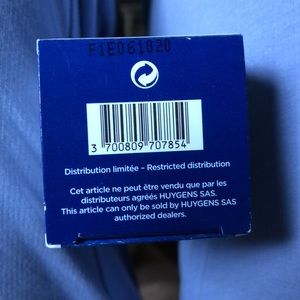 F1E061020
3 700809 707854
Distribution limitée – Restricted distribution
Cet article ne peut être vendu que par les
distributeurs agréés HUYGENS SAS.
This article can only be sold by HUYGENS SAS
authorized dealers.